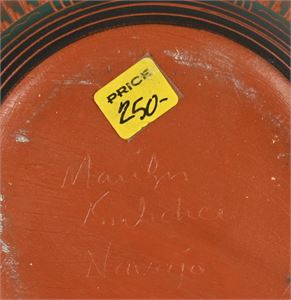 PRICE
250-
Marilyn
Navajo